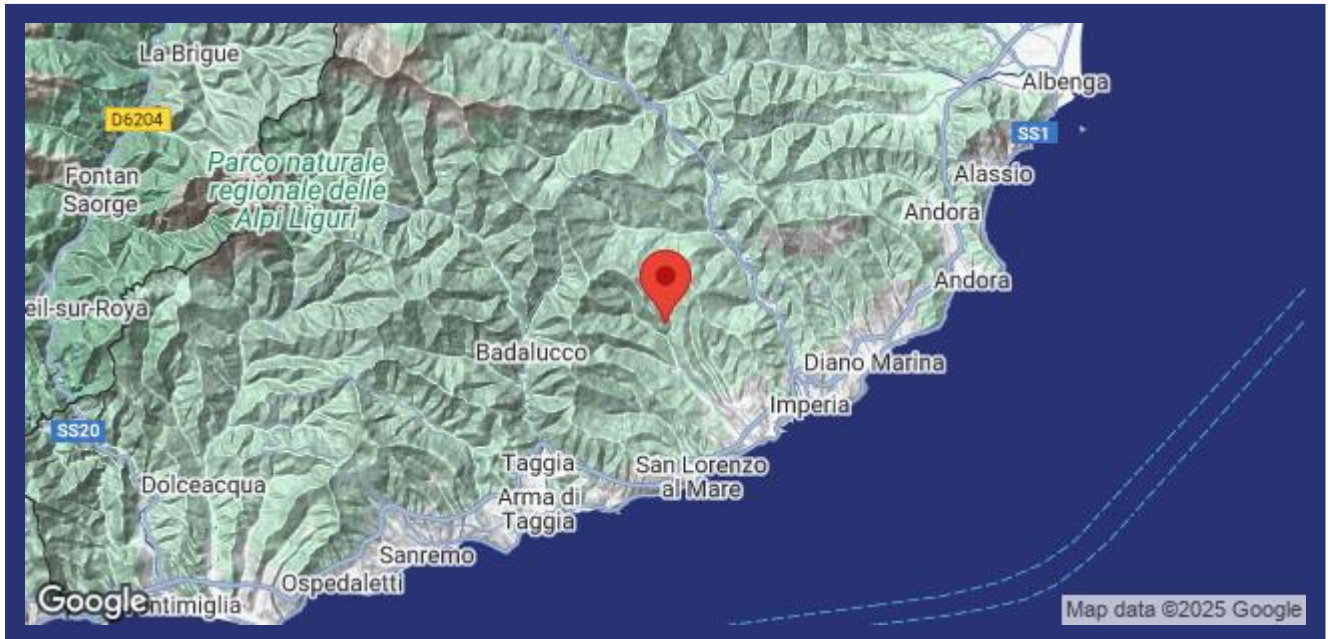 La Brigue
Albenga
D6204
SS1
Parco naturale
regionale delle
Alpi Liguri
Fontan
Saorge
Alassio
Andora
Andora
eil-sur-Roya
Badalucco
Diano Marina
Imperia
SS20
Taggia
San Lorenzo
al Mare
Dolceacqua
Arma di
Taggia
Sanremo
Ospedaletti
Google
ntimiglia
Map data ©2025 Google